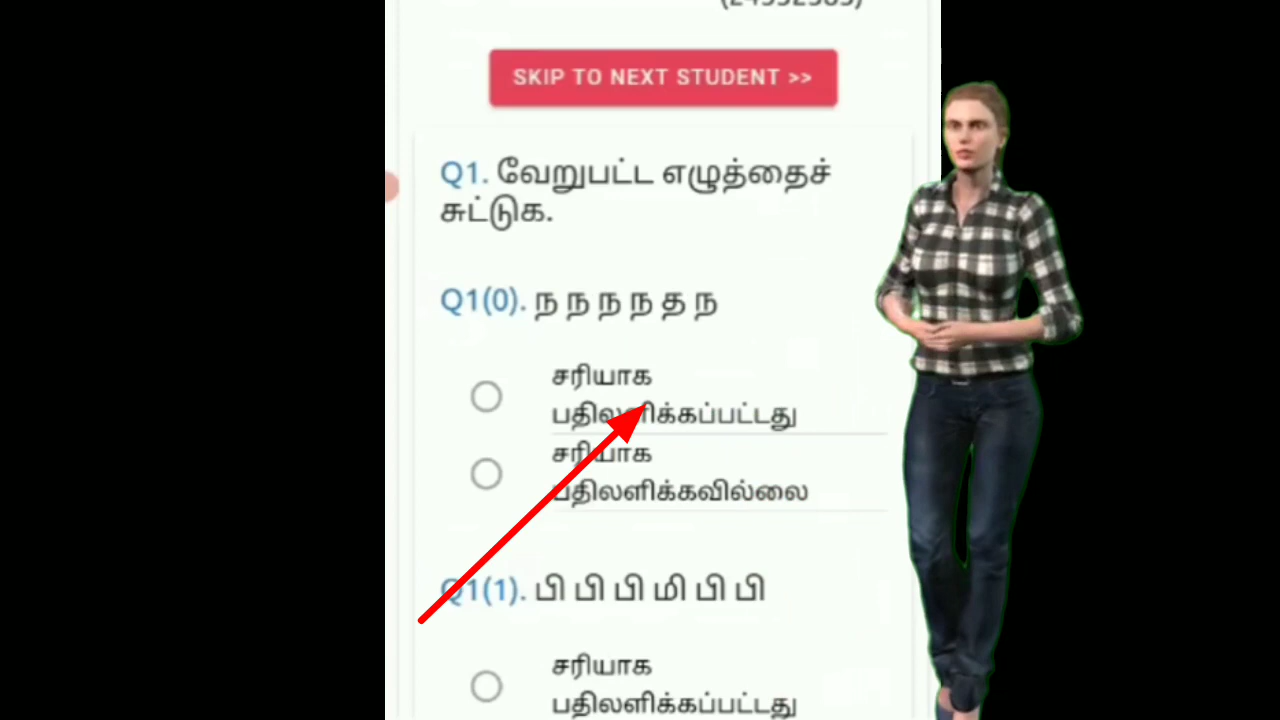 SKIP TO NEXT STUDENT >>
Q1. வேறுபட்ட எழுத்தைச்
சுட்டுக.
Q1(0). ந ந ந ந த ந
சரியாக
பதிலளிக்கப்பட்டது
சரியாக
பதிலளிக்கவில்லை
Q1(1). பி பி பி மி பி பி
சரியாக
பதிலளிக்கப்பட்டது